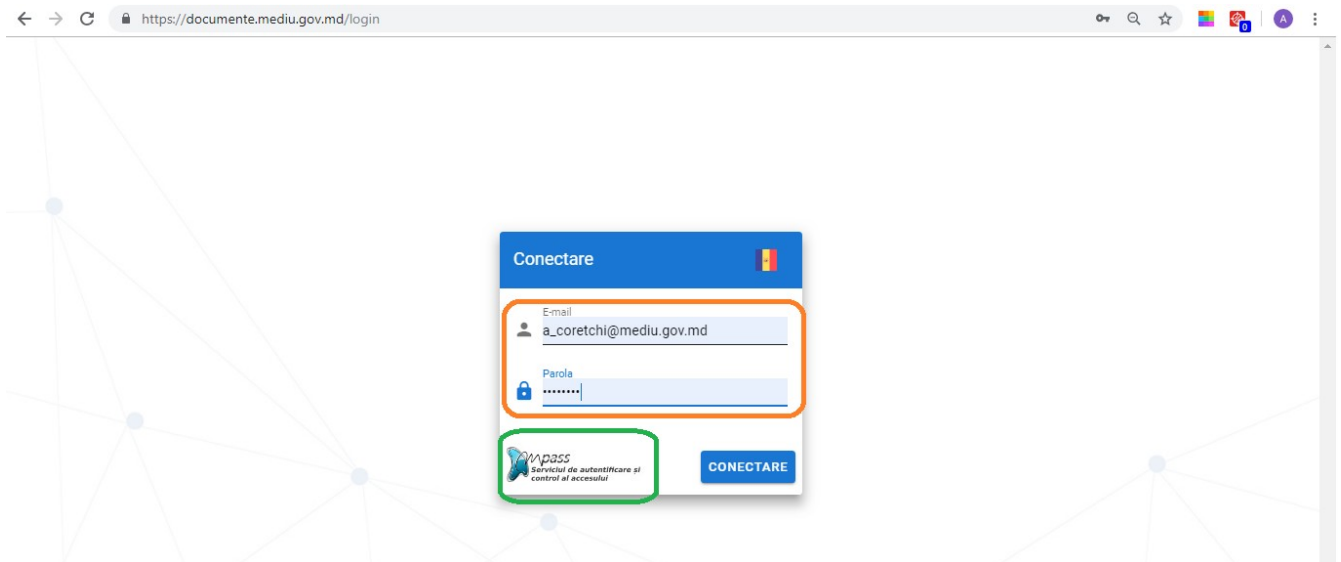 https://documente.mediu.gov.md/login
0
A
Conectare
E-mail
a_coretchi@mediu.gov.md
Parola
••••••••
Mpass
Serviciul de autentificare și
control al accesului
CONECTARE